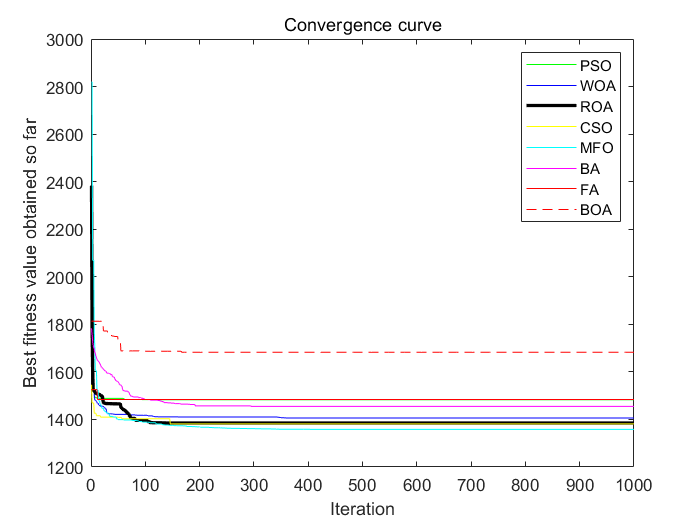 Convergence curve
Best fitness value obtained so far
3000
2800
2600
2400
2200
2000
1800
1600
1400
1200
0 100 200 300 400 500 600 700 800 900 1000
Iteration
PSO
WOA
ROA
CSO
MFO
BA
FA
BOA